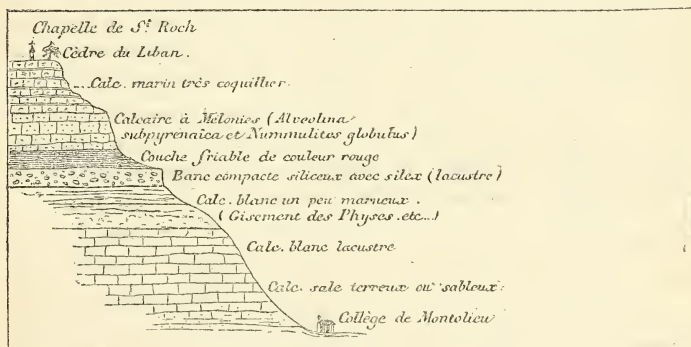 Chapelle de St. Roch
Cèdre du Liban.
Calc. marin très coquillier.
Calcaire à Mélonies (Alveolina
subpyrenaïca et Nummulites globulus)
Couche friable de couleur rouge
Banc compacte siliceux avec silex (lacustre)
Calc. blanc un peu marneux.
(Gisement des Physes. etc...)
Calc. blanc lacustre
Calc. sale terreux ou sableux.
Collège de Montolieu